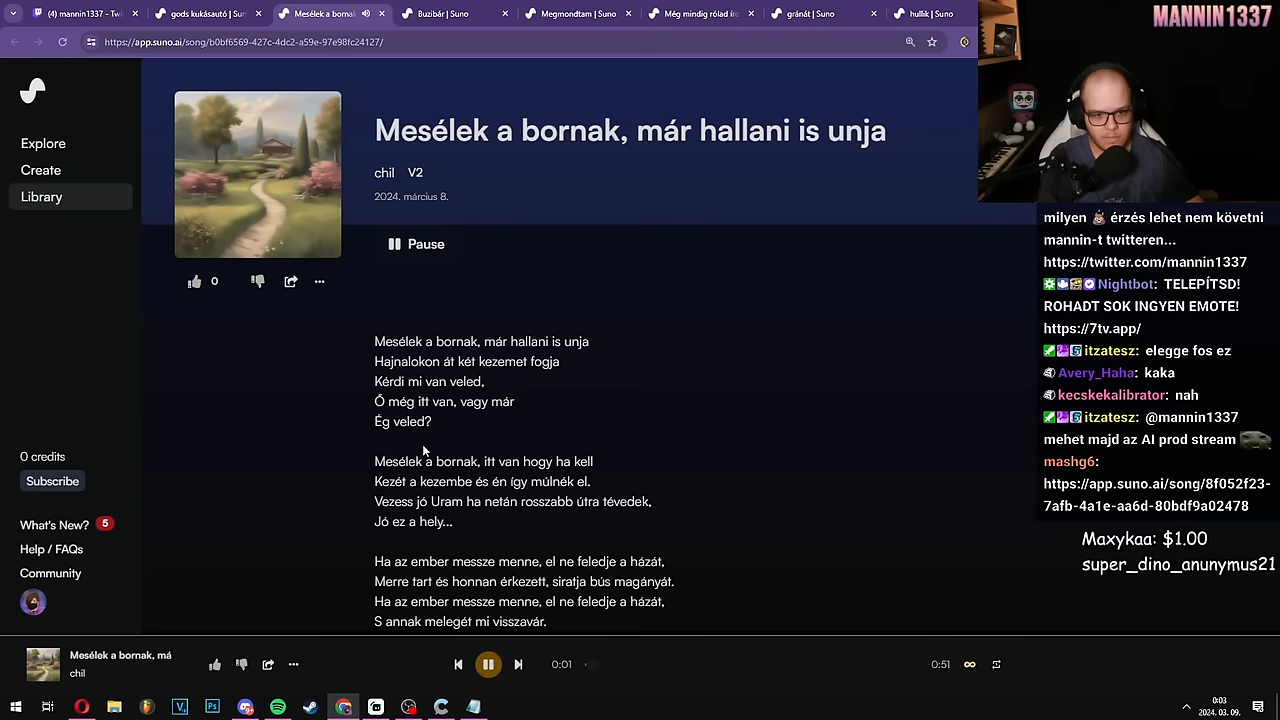 (4) mannin1337 - Twi
gods kukásautó | Sun
Mesélek a borna
Buzibár | Suno
Megmondtam | Suno
Még mindig rólad íro
gránát | Suno
hullik | Suno
https://app.suno.ai/song/b0bf6569-427c-4dc2-a59e-97e98fc24127/
MANNIN1337
Explore
Create
Library
Mesélek a bornak, már hallani is unja
chil V2
2024. március 8.
Pause
0
Mesélek a bornak, már hallani is unja
Hajnalokon át két kezemet fogja
Kérdi mi van veled,
Ő még itt van, vagy már
Ég veled?
Mesélek a bornak, itt van hogy ha kell
Kezét a kezembe és én így múlnék el.
Vezess jó Uram ha netán rosszabb útra tévedek,
Jó ez a hely...
Ha az ember messze menne, el ne feledje a házát,
Merre tart és honnan érkezett, siratja bús magányát.
Ha az ember messze menne, el ne feledje a házát,
S annak melegét mi visszavár.
0 credits
Subscribe
What's New? 5
Help / FAQs
Community
milyen 💩 érzés lehet nem követni
mannin-t twitteren...
https://twitter.com/mannin1337
Nightbot: TELEPÍTSD!
ROHADT SOK INGYEN EMOTE!
https://7tv.app/
itzatesz: elegge fos ez
Avery_Haha: kaka
kecskekalibrator: nah
itzatesz: @mannin1337
mehet majd az AI prod stream
mashg6:
https://app.suno.ai/song/8f052f23-
7afb-4a1e-aa6d-80bdf9a02478
Maxykaa: $1.00
super_dino_anunymus21
Mesélek a bornak, má
chil
0:01
0:51
0:03
2024. 03. 09.